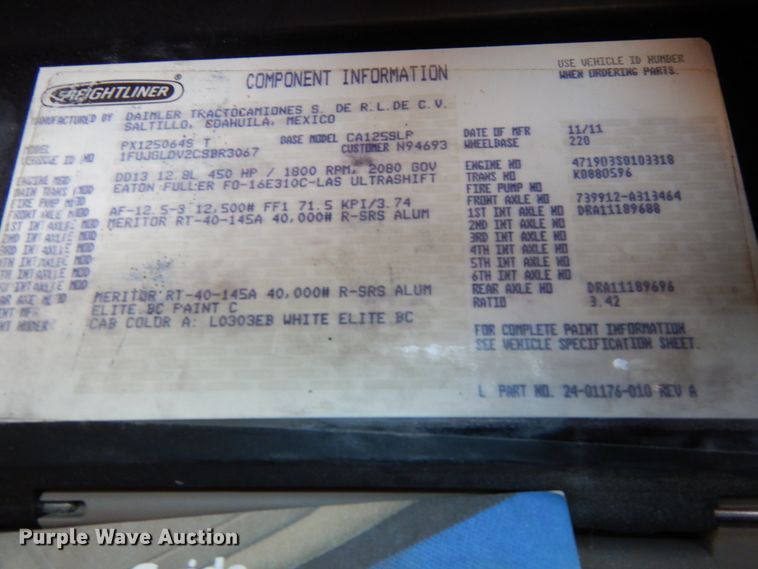 FREIGHTLINER
COMPONENT INFORMATION
USE VEHICLE ID NUMBER
WHEN ORDERING PARTS.
MANUFACTURED BY DAIMLER TRACTOCAMIONES S. DE R.L.DE C.V.
SALTILLO, COAHUILA, MEXICO
MODEL PX125064S T BASE MODEL CA125SLP
VEHICLE ID NO 1FUJGLDV2CSBR3067 CUSTOMER N94693
ENGINE MOD DD13 12.8L 450 HP / 1800 RPM, 2080 GOV
MAIN TRANS MOD EATON FULLER FO-16E310C-LAS ULTRASHIFT
FIRE PUMP MOD
FRONT AXLE MOD AF-12.5-3 12,500# FF1 71.5 KPI/3.74
1ST INT AXLE MOD MERITOR RT-40-145A 40,000# R-SRS ALUM
2ND INT AXLE MOD
3RD INT AXLE MOD
4TH INT AXLE MOD
5TH INT AXLE MOD
6TH INT AXLE MOD
REAR AXLE MOD MERITOR RT-40-145A 40,000# R-SRS ALUM
PAINT MFR ELITE BC PAINT C
PAINT NUMBER CAB COLOR A: L0303EB WHITE ELITE BC
DATE OF MFR 11/11
WHEELBASE 220
ENGINE NO 471903S0103318
TRANS NO K0880596
FIRE PUMP NO
FRONT AXLE NO 739912-A313464
1ST INT AXLE NO DRA11189688
2ND INT AXLE NO
3RD INT AXLE NO
4TH INT AXLE NO
5TH INT AXLE NO
6TH INT AXLE NO
REAR AXLE NO DRA11189696
RATIO 3.42
FOR COMPLETE PAINT INFORMATION
SEE VEHICLE SPECIFICATION SHEET.
L PART NO. 24-01176-010 REV A
Guide
Purple Wave Auction